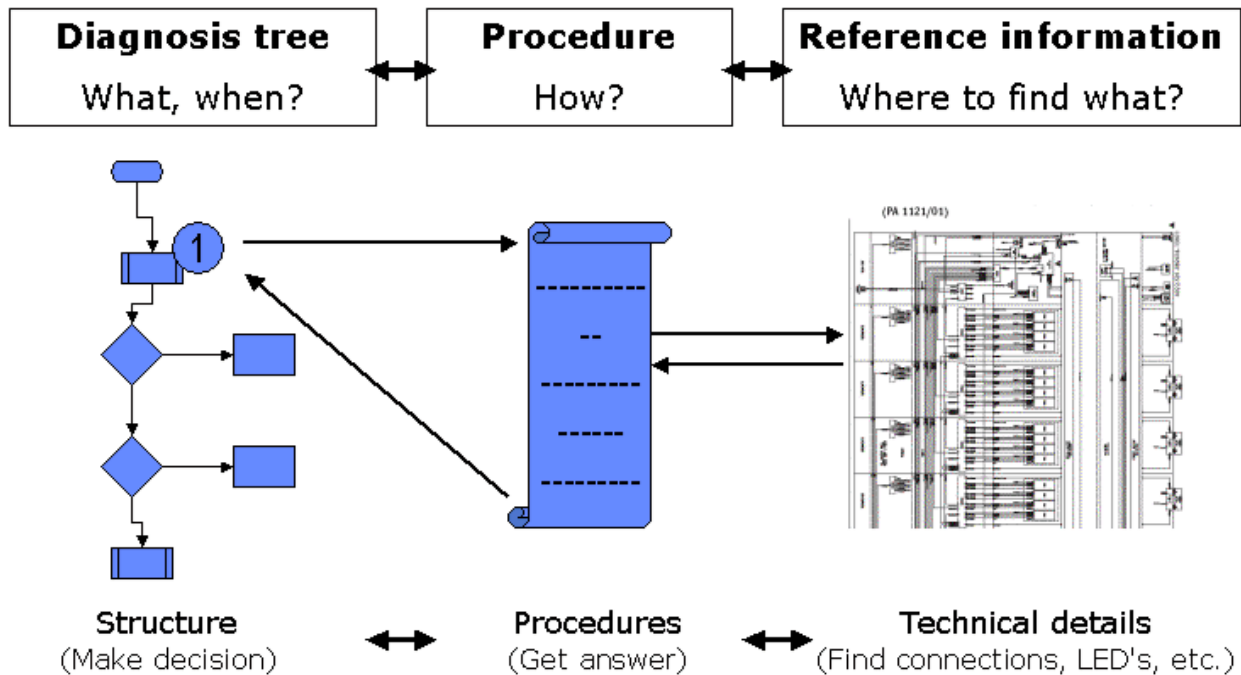 Diagnosis tree
What, when?
Procedure
How?
Reference information
Where to find what?
(PA 1121/01)
1
Structure
(Make decision)
Procedures
(Get answer)
Technical details
(Find connections, LED's, etc.)